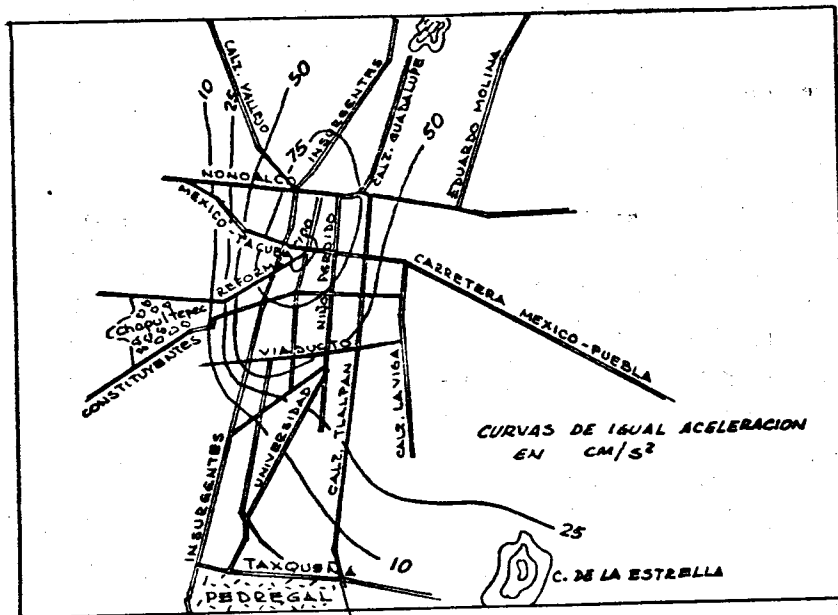 10
25
50
CALZ. VALLEJO
INSURGENTES
CALZ. GUADALUPE
EDUARDO MOLINA
75
50
NONOALCO
MEXICO-TACUBA
REFORMA
NIÑO PERDIDO
CARRETERA MEXICO-PUEBLA
Chapultepec
CONSTITUYENTES
VIADUCTO
INSURGENTES
UNIVERSIDAD
CALZ. TLALPAN
CALZ. LA VIGA
CURVAS DE IGUAL ACELERACION
EN CM/S²
25
10
TAXQUEÑA
PEDREGAL
C. DE LA ESTRELLA